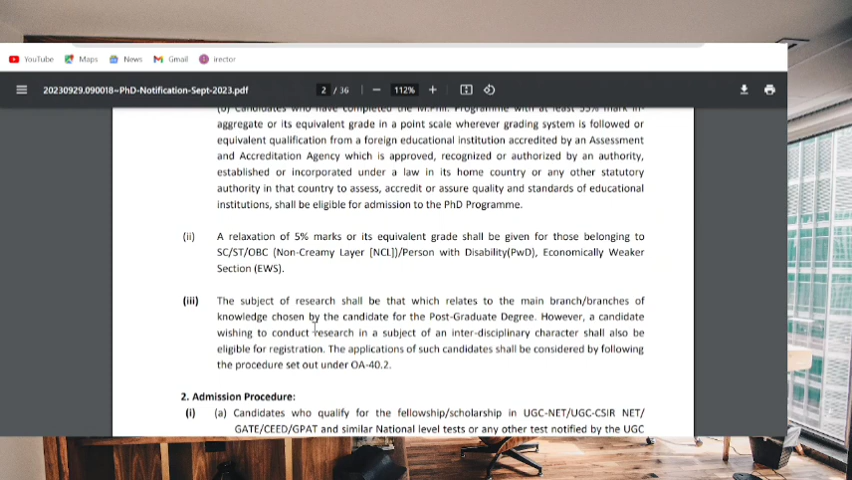 YouTube Maps News Gmail irector
20230929.090018~PhD-Notification-Sept-2023.pdf 2 / 36 112%
(b) Candidates who have completed the M.Phil. Programme with at least 55% mark in-
aggregate or its equivalent grade in a point scale wherever grading system is followed or
equivalent qualification from a foreign educational institution accredited by an Assessment
and Accreditation Agency which is approved, recognized or authorized by an authority,
established or incorporated under a law in its home country or any other statutory
authority in that country to assess, accredit or assure quality and standards of educational
institutions, shall be eligible for admission to the PhD Programme.
(ii) A relaxation of 5% marks or its equivalent grade shall be given for those belonging to
SC/ST/OBC (Non-Creamy Layer [NCL])/Person with Disability(PwD), Economically Weaker
Section (EWS).
(iii) The subject of research shall be that which relates to the main branch/branches of
knowledge chosen by the candidate for the Post-Graduate Degree. However, a candidate
wishing to conduct research in a subject of an inter-disciplinary character shall also be
eligible for registration. The applications of such candidates shall be considered by following
the procedure set out under OA-40.2.
2. Admission Procedure:
(i) (a) Candidates who qualify for the fellowship/scholarship in UGC-NET/UGC-CSIR NET/
GATE/CEED/GPAT and similar National level tests or any other test notified by the UGC